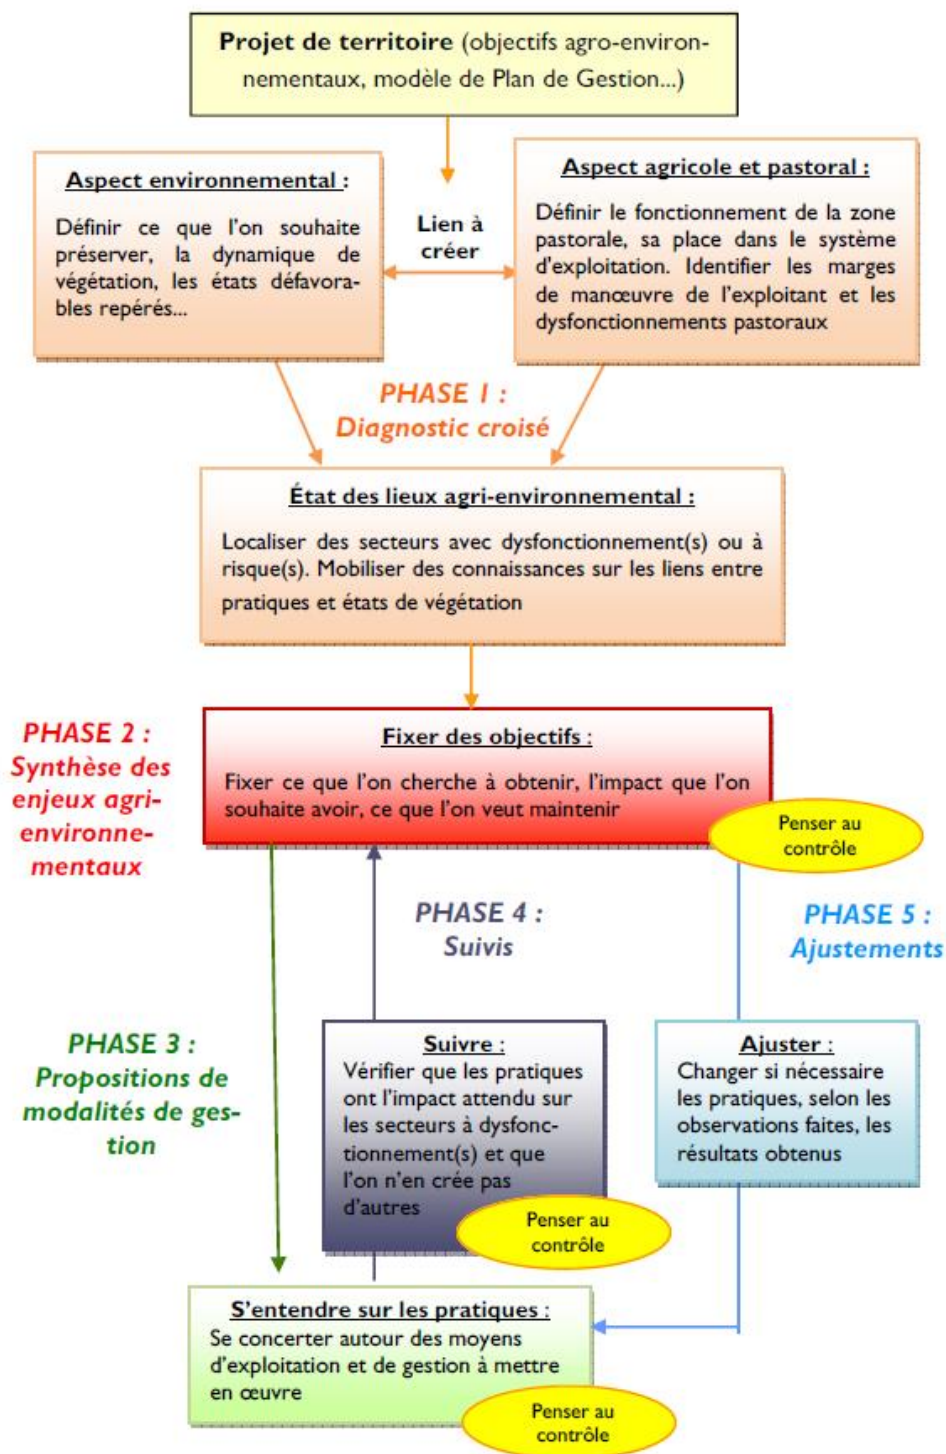 Projet de territoire (objectifs agro-environ-
nementaux, modèle de Plan de Gestion...)
Aspect environnemental :
Définir ce que l'on souhaite
préserver, la dynamique de
végétation, les états défavora-
bles repérés...
Lien à
créer
Aspect agricole et pastoral :
Définir le fonctionnement de la zone
pastorale, sa place dans le système
d'exploitation. Identifier les marges
de manœuvre de l'exploitant et les
dysfonctionnements pastoraux
PHASE 1 :
Diagnostic croisé
État des lieux agri-environnemental :
Localiser des secteurs avec dysfonctionnement(s) ou à
risque(s). Mobiliser des connaissances sur les liens entre
pratiques et états de végétation
PHASE 2 :
Synthèse des
enjeux agri-
environne-
mentaux
Fixer des objectifs :
Fixer ce que l'on cherche à obtenir, l'impact que l'on
souhaite avoir, ce que l'on veut maintenir
Penser au
contrôle
PHASE 4 :
Suivis
PHASE 5 :
Ajustements
PHASE 3 :
Propositions de
modalités de ges-
tion
Suivre :
Vérifier que les pratiques
ont l'impact attendu sur
les secteurs à dysfonc-
tionnement(s) et que
l'on n'en crée pas
d'autres
Penser au
contrôle
Ajuster :
Changer si nécessaire
les pratiques, selon les
observations faites, les
résultats obtenus
S'entendre sur les pratiques :
Se concerter autour des moyens
d'exploitation et de gestion à mettre
en œuvre
Penser au
contrôle